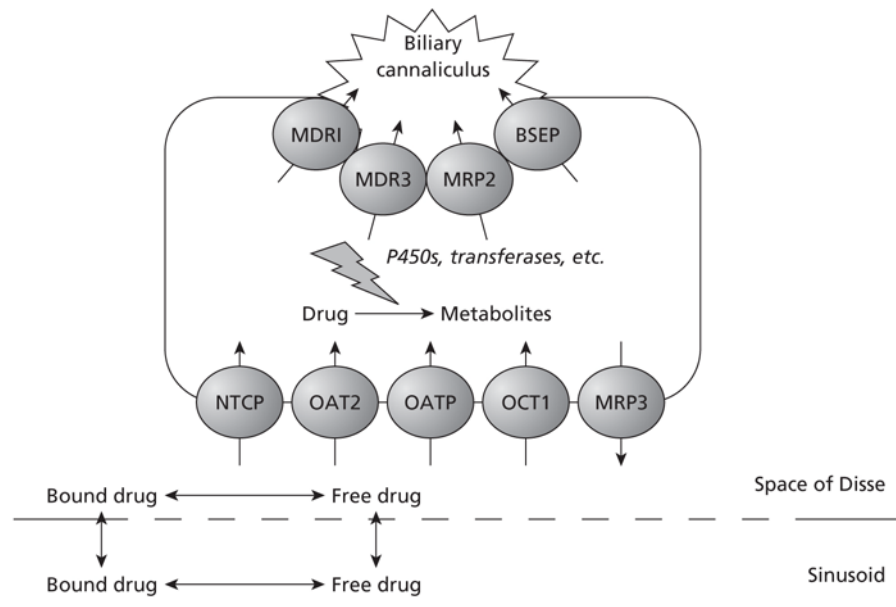 Biliary
cannaliculus
MDRI
BSEP
MDR3
MRP2
P450s, transferases, etc.
Drug
Metabolites
NTCP
OAT2
OATP
OCT1
MRP3
Space of Disse
Bound drug
Free drug
Bound drug
Free drug
Sinusoid